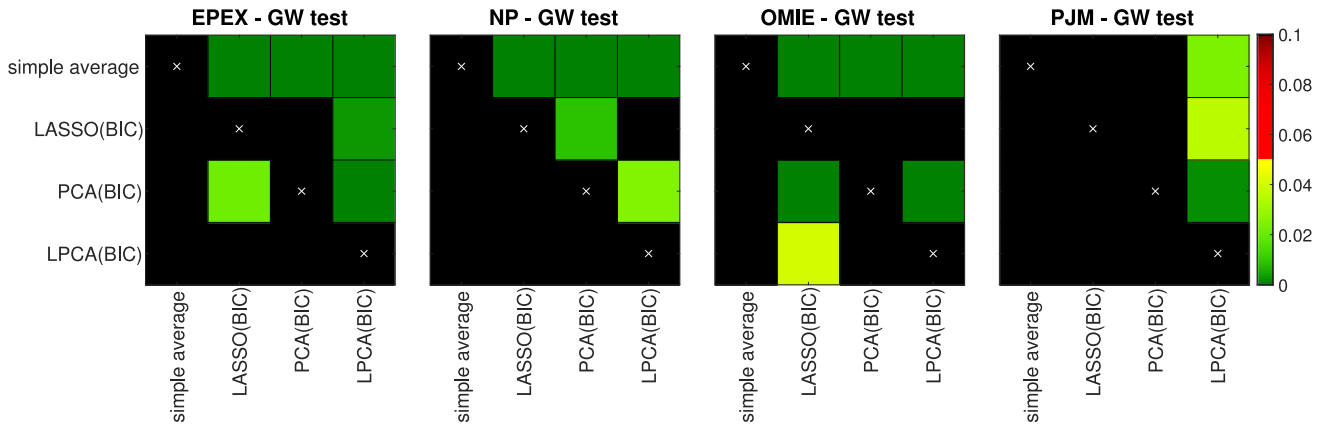 EPEX - GW test
NP - GW test
OMIE - GW test
PJM - GW test
simple average
LASSO(BIC)
PCA(BIC)
LPCA(BIC)
simple average
LASSO(BIC)
PCA(BIC)
LPCA(BIC)
simple average
LASSO(BIC)
PCA(BIC)
LPCA(BIC)
simple average
LASSO(BIC)
PCA(BIC)
LPCA(BIC)
simple average
LASSO(BIC)
PCA(BIC)
LPCA(BIC)
0.1
0.08
0.06
0.04
0.02
0